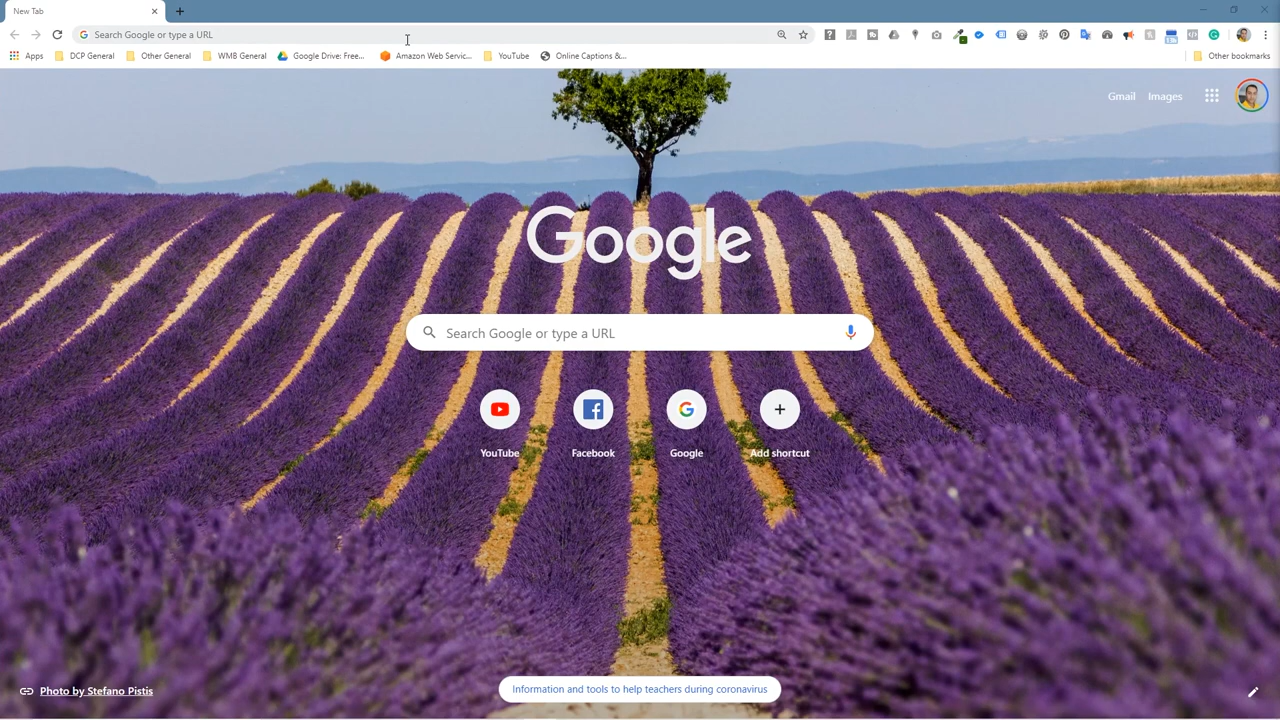 New Tab
Search Google or type a URL
Apps DCP General Other General WMB General Google Drive: Free... Amazon Web Servic... YouTube Online Captions &... Other bookmarks
Gmail Images
Google
Search Google or type a URL
YouTube Facebook Google Add shortcut
Photo by Stefano Pistis
Information and tools to help teachers during coronavirus